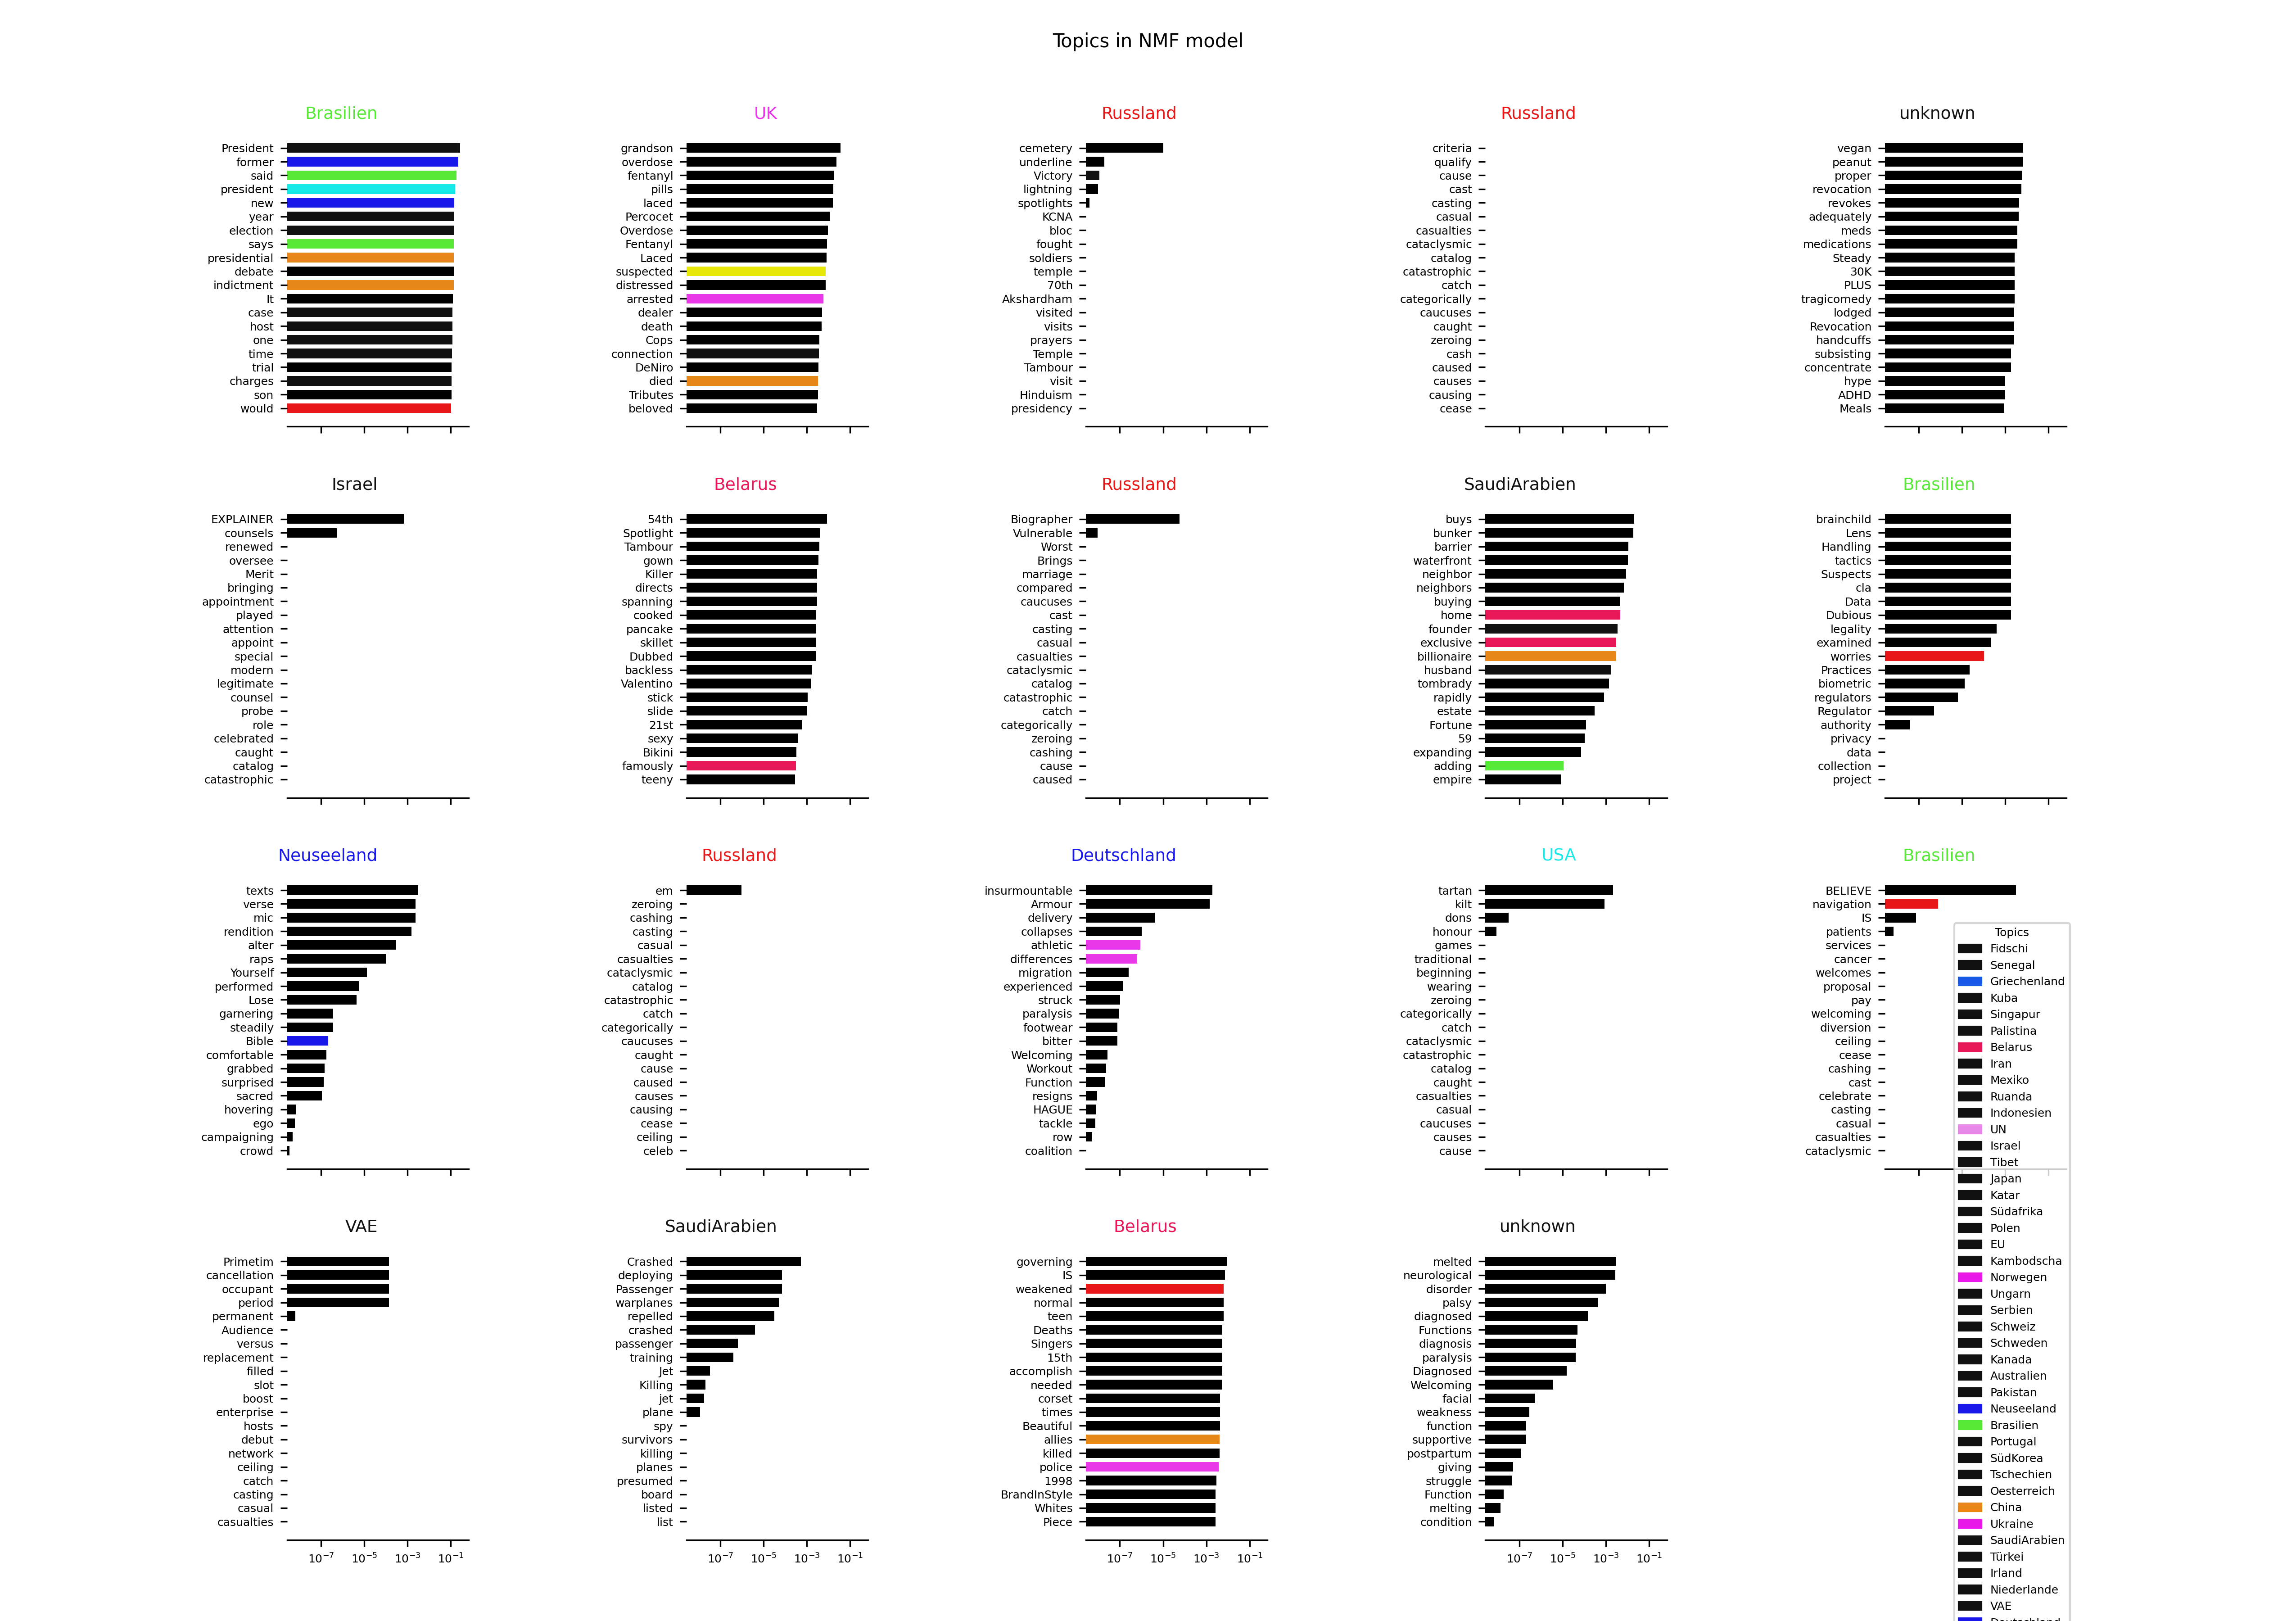 Topics in NMF model
Brasilien
President
former
said
president
new
year
election
says
presidential
debate
indictment
It
case
host
one
time
trial
charges
son
would
UK
grandson
overdose
fentanyl
pills
laced
Percocet
Overdose
Fentanyl
Laced
suspected
distressed
arrested
dealer
death
Cops
connection
DeNiro
died
Tributes
beloved
Russland
cemetery
underline
Victory
lightning
spotlights
KCNA
bloc
fought
soldiers
temple
70th
Akshardham
visited
visits
prayers
Temple
Tambour
visit
Hinduism
presidency
Russland
criteria
qualify
cause
cast
casting
casual
casualties
cataclysmic
catalog
catastrophic
catch
categorically
caucuses
caught
zeroing
cash
caused
causes
causing
cease
unknown
vegan
peanut
proper
revocation
revokes
adequately
meds
medications
Steady
30K
PLUS
tragicomedy
lodged
Revocation
handcuffs
subsisting
concentrate
hype
ADHD
Meals
Israel
EXPLAINER
counsels
renewed
oversee
Merit
bringing
appointment
played
attention
appoint
special
modern
legitimate
counsel
probe
role
celebrated
caught
catalog
catastrophic
Belarus
54th
Spotlight
Tambour
gown
Killer
directs
spanning
cooked
pancake
skillet
Dubbed
backless
Valentino
stick
slide
21st
sexy
Bikini
famously
teeny
Russland
Biographer
Vulnerable
Worst
Brings
marriage
compared
caucuses
cast
casting
casual
casualties
cataclysmic
catalog
catastrophic
catch
categorically
zeroing
cashing
cause
caused
SaudiArabien
buys
bunker
barrier
waterfront
neighbor
neighbors
buying
home
founder
exclusive
billionaire
husband
tombrady
rapidly
estate
Fortune
59
expanding
adding
empire
Brasilien
brainchild
Lens
Handling
tactics
Suspects
cla
Data
Dubious
legality
examined
worries
Practices
biometric
regulators
Regulator
authority
privacy
data
collection
project
Neuseeland
texts
verse
mic
rendition
alter
raps
Yourself
performed
Lose
garnering
steadily
Bible
comfortable
grabbed
surprised
sacred
hovering
ego
campaigning
crowd
Russland
em
zeroing
cashing
casting
casual
casualties
cataclysmic
catalog
catastrophic
catch
categorically
caucuses
caught
cause
caused
causes
causing
cease
ceiling
celeb
Deutschland
insurmountable
Armour
delivery
collapses
athletic
differences
migration
experienced
struck
paralysis
footwear
bitter
Welcoming
Workout
Function
resigns
HAGUE
tackle
row
coalition
USA
tartan
kilt
dons
honour
games
traditional
beginning
wearing
zeroing
categorically
catch
cataclysmic
catastrophic
catalog
caught
casualties
casual
caucuses
causes
cause
Brasilien
BELIEVE
navigation
IS
patients
services
cancer
welcomes
proposal
pay
welcoming
diversion
ceiling
cease
cashing
cast
celebrate
casting
casual
casualties
cataclysmic
VAE
Primetim
cancellation
occupant
period
permanent
Audience
versus
replacement
filled
slot
boost
enterprise
hosts
debut
network
ceiling
catch
casting
casual
casualties
10⁻⁷ 10⁻⁵ 10⁻³ 10⁻¹
SaudiArabien
Crashed
deploying
Passenger
warplanes
repelled
crashed
passenger
training
Jet
Killing
jet
plane
spy
survivors
killing
planes
presumed
board
listed
list
10⁻⁷ 10⁻⁵ 10⁻³ 10⁻¹
Belarus
governing
IS
weakened
normal
teen
Deaths
Singers
15th
accomplish
needed
corset
times
Beautiful
allies
killed
police
1998
BrandInStyle
Whites
Piece
10⁻⁷ 10⁻⁵ 10⁻³ 10⁻¹
unknown
melted
neurological
disorder
palsy
diagnosed
Functions
diagnosis
paralysis
Diagnosed
Welcoming
facial
weakness
function
supportive
postpartum
giving
struggle
Function
melting
condition
10⁻⁷ 10⁻⁵ 10⁻³ 10⁻¹
Topics
Fidschi
Senegal
Griechenland
Kuba
Singapur
Palistina
Belarus
Iran
Mexiko
Ruanda
Indonesien
UN
Israel
Tibet
Japan
Katar
Südafrika
Polen
EU
Kambodscha
Norwegen
Ungarn
Serbien
Schweiz
Schweden
Kanada
Australien
Pakistan
Neuseeland
Brasilien
Portugal
SüdKorea
Tschechien
Oesterreich
China
Ukraine
SaudiArabien
Türkei
Irland
Niederlande
VAE